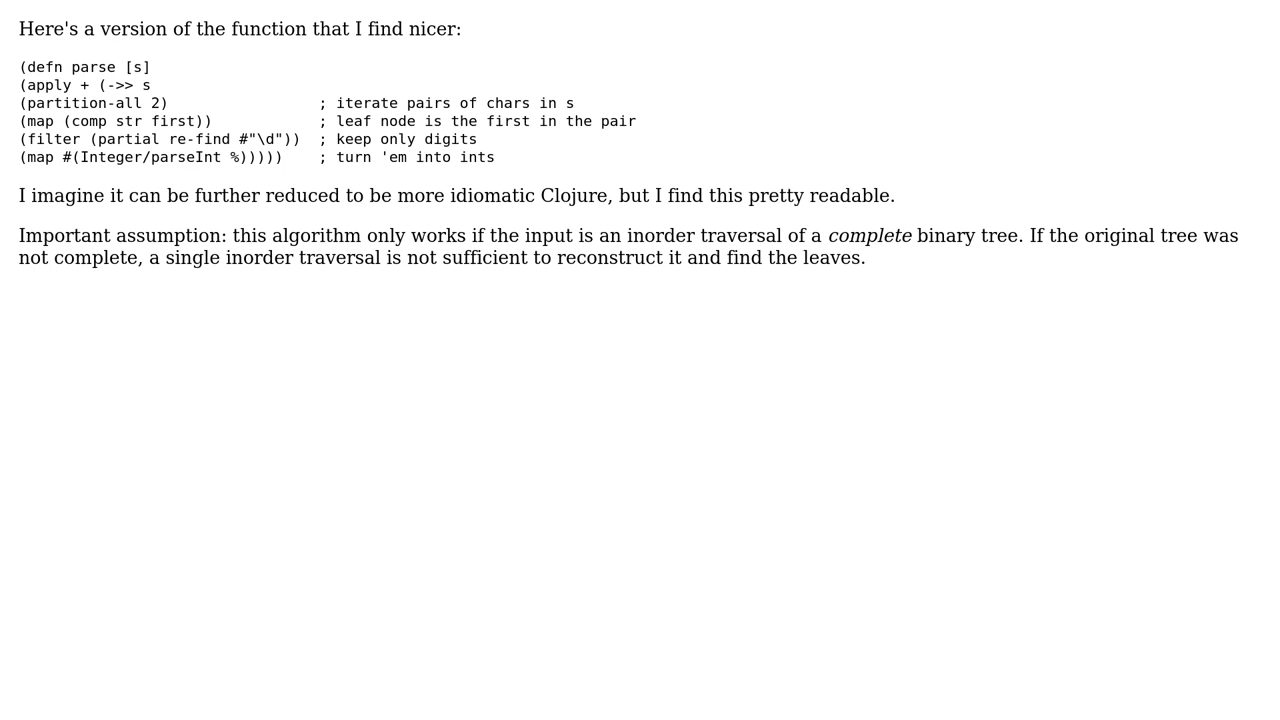 Here's a version of the function that I find nicer:
(defn parse [s]
(apply + (->> s
(partition-all 2)                 ; iterate pairs of chars in s
(map (comp str first))            ; leaf node is the first in the pair
(filter (partial re-find #"\d"))  ; keep only digits
(map #(Integer/parseInt %)))))    ; turn 'em into ints
I imagine it can be further reduced to be more idiomatic Clojure, but I find this pretty readable.
Important assumption: this algorithm only works if the input is an inorder traversal of a complete binary tree. If the original tree was
not complete, a single inorder traversal is not sufficient to reconstruct it and find the leaves.